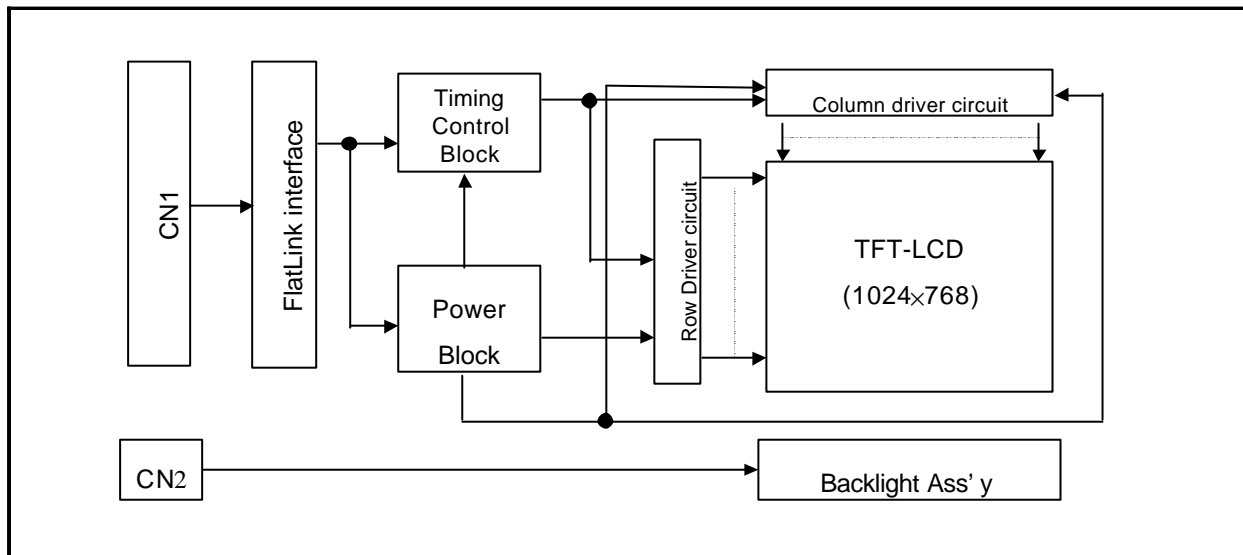 CN1
FlatLink interface
Timing
Control
Block
Power
Block
Row Driver circuit
Column driver circuit
TFT-LCD
(1024×768)
CN2
Backlight Ass’ y